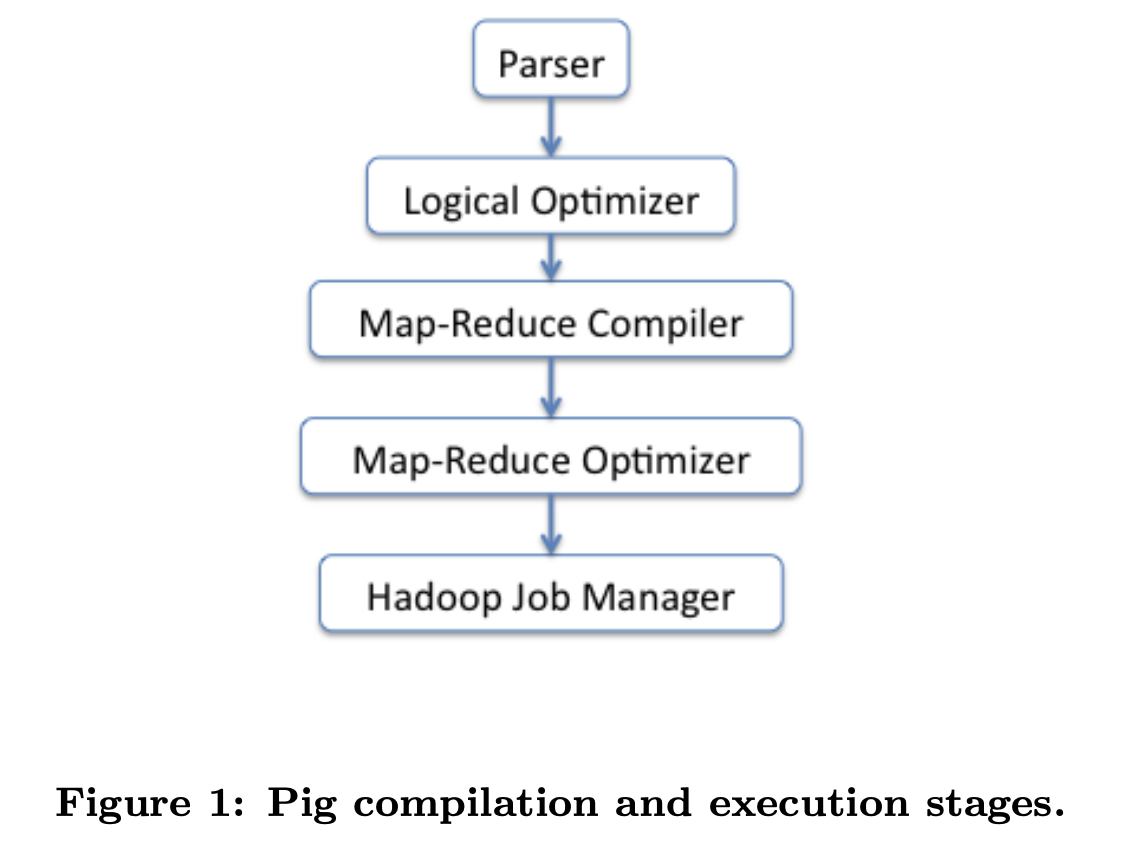 Parser
Logical Optimizer
Map-Reduce Compiler
Map-Reduce Optimizer
Hadoop Job Manager
Figure 1: Pig compilation and execution stages.